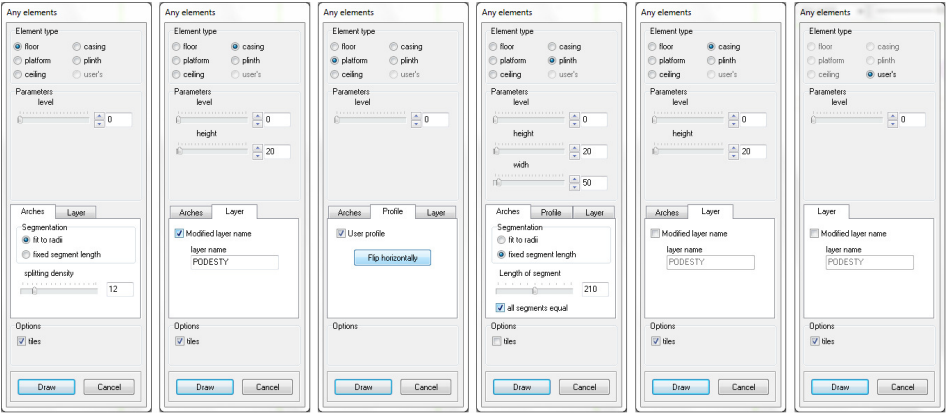 Any elements
Element type
floor casing
platform plinth
ceiling user's
Parameters
level
0
Arches Layer
Segmentation
fit to radii
fixed segment length
splitting density
12
Options
tiles
Draw Cancel
Any elements
Element type
floor casing
platform plinth
ceiling user's
Parameters
level
0
height
20
Arches Layer
Modified layer name
layer name
PODESTY
Options
tiles
Draw Cancel
Any elements
Element type
floor casing
platform plinth
ceiling user's
Parameters
level
0
Arches Profile Layer
User profile
Flip horizontally
Options
Draw Cancel
Any elements
Element type
floor casing
platform plinth
ceiling user's
Parameters
level
0
height
20
widh
50
Arches Profile Layer
Segmentation
fit to radii
fixed segment length
Length of segment
210
all segments equal
Options
tiles
Draw Cancel
Any elements
Element type
floor casing
platform plinth
ceiling user's
Parameters
level
0
height
20
Arches Layer
Modified layer name
layer name
PODESTY
Options
tiles
Draw Cancel
Any elements
Element type
floor casing
platform plinth
ceiling user's
Parameters
level
0
Layer
Modified layer name
layer name
PODESTY
Options
tiles
Draw Cancel